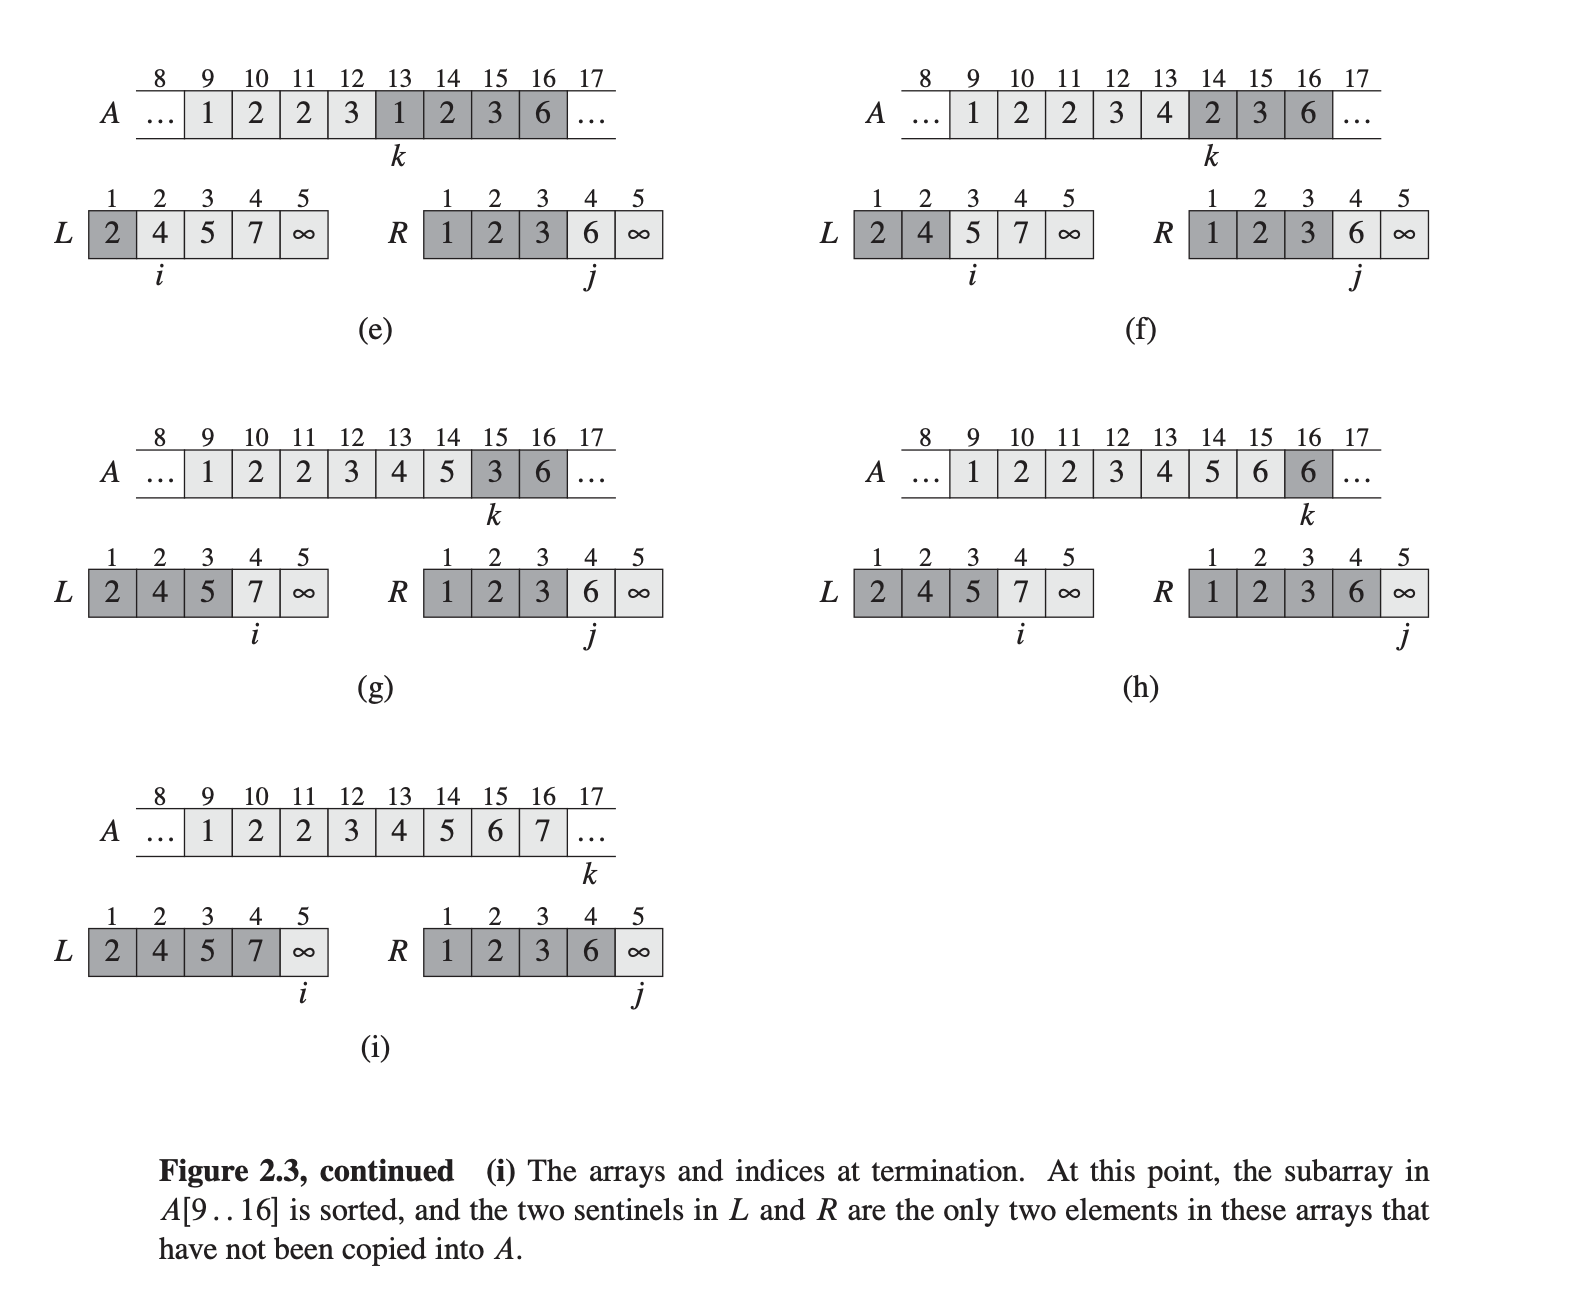 8 9 10 11 12 13 14 15 16 17
A … 1 2 2 3 1 2 3 6 …
k
1 2 3 4 5
L 2 4 5 7 ∞
i
1 2 3 4 5
R 1 2 3 6 ∞
j
(e)
8 9 10 11 12 13 14 15 16 17
A … 1 2 2 3 4 2 3 6 …
k
1 2 3 4 5
L 2 4 5 7 ∞
i
1 2 3 4 5
R 1 2 3 6 ∞
j
(f)
8 9 10 11 12 13 14 15 16 17
A … 1 2 2 3 4 5 3 6 …
k
1 2 3 4 5
L 2 4 5 7 ∞
i
1 2 3 4 5
R 1 2 3 6 ∞
j
(g)
8 9 10 11 12 13 14 15 16 17
A … 1 2 2 3 4 5 6 6 …
k
1 2 3 4 5
L 2 4 5 7 ∞
i
1 2 3 4 5
R 1 2 3 6 ∞
j
(h)
8 9 10 11 12 13 14 15 16 17
A … 1 2 2 3 4 5 6 7 …
k
1 2 3 4 5
L 2 4 5 7 ∞
i
1 2 3 4 5
R 1 2 3 6 ∞
j
(i)
Figure 2.3, continued (i) The arrays and indices at termination. At this point, the subarray in
A[9 . . 16] is sorted, and the two sentinels in L and R are the only two elements in these arrays that
have not been copied into A.